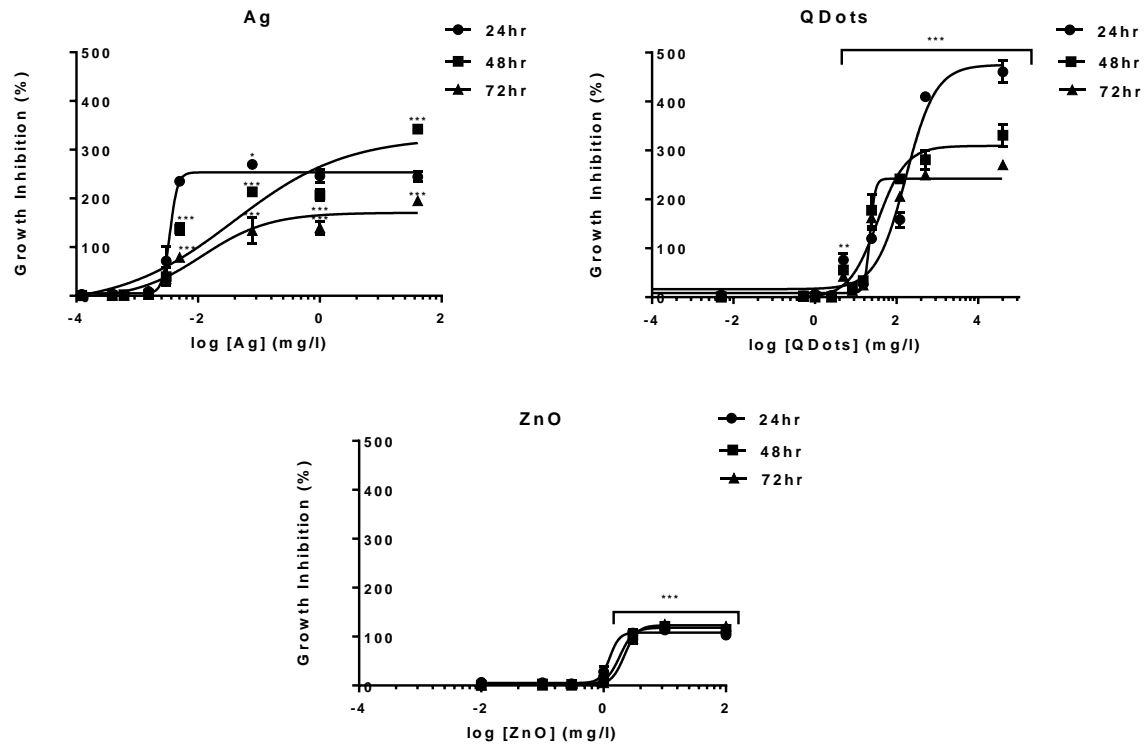 Ag
24hr
48hr
72hr
Growth Inhibition (%)
500
400
300
200
100
0
-4
-2
0
2
log [Ag] (mg/l)
***
***
*
***
***
***
***
***
***
QDots
24hr
48hr
72hr
Growth Inhibition (%)
500
400
300
200
100
0
-4
-2
0
2
4
log [QDots] (mg/l)
***
**
ZnO
24hr
48hr
72hr
Growth Inhibition (%)
500
400
300
200
100
0
-4
-2
0
2
log [ZnO] (mg/l)
***